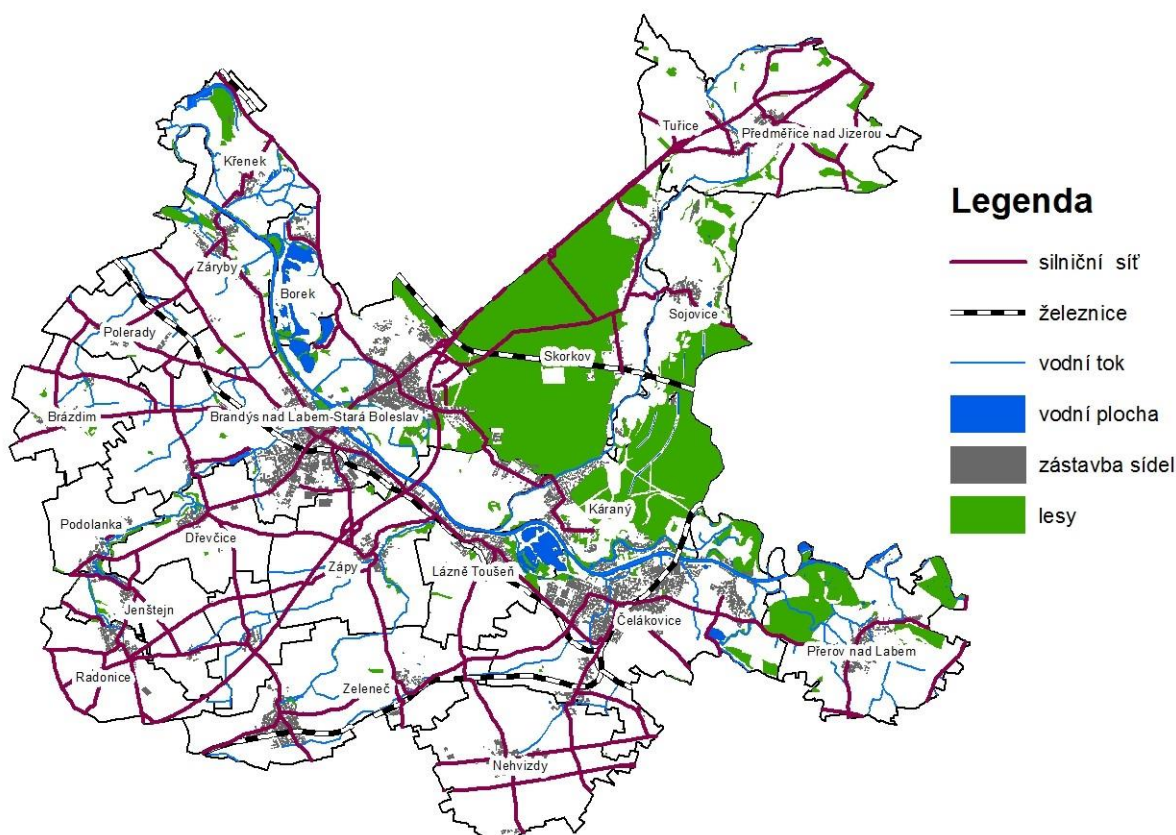 Tuřice
Předměřice nad Jizerou
Křenek
Záryby
Borek
Sojovice
Polerady
Skorkov
Brázdim
Brandýs nad Labem-Stará Boleslav
Káraný
Podolanka
Dřevčice
Zápy
Lázně Toušeň
Jenštejn
Čelákovice
Přerov nad Labem
Radonice
Zeleneč
Nehvizdy
Legenda
silniční síť
železnice
vodní tok
vodní plocha
zástavba sídel
lesy